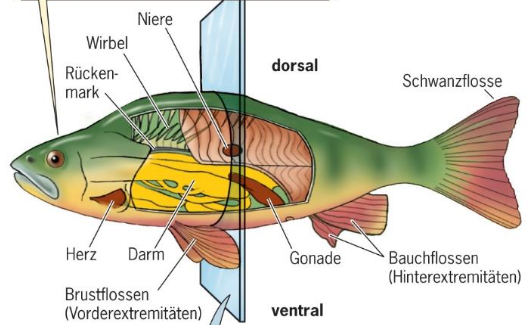 Niere
Wirbel
Rücken-
mark
dorsal
Schwanzflosse
Herz
Darm
Gonade
Bauchflossen
(Hinterextremitäten)
Brustflossen
(Vorderextremitäten)
ventral